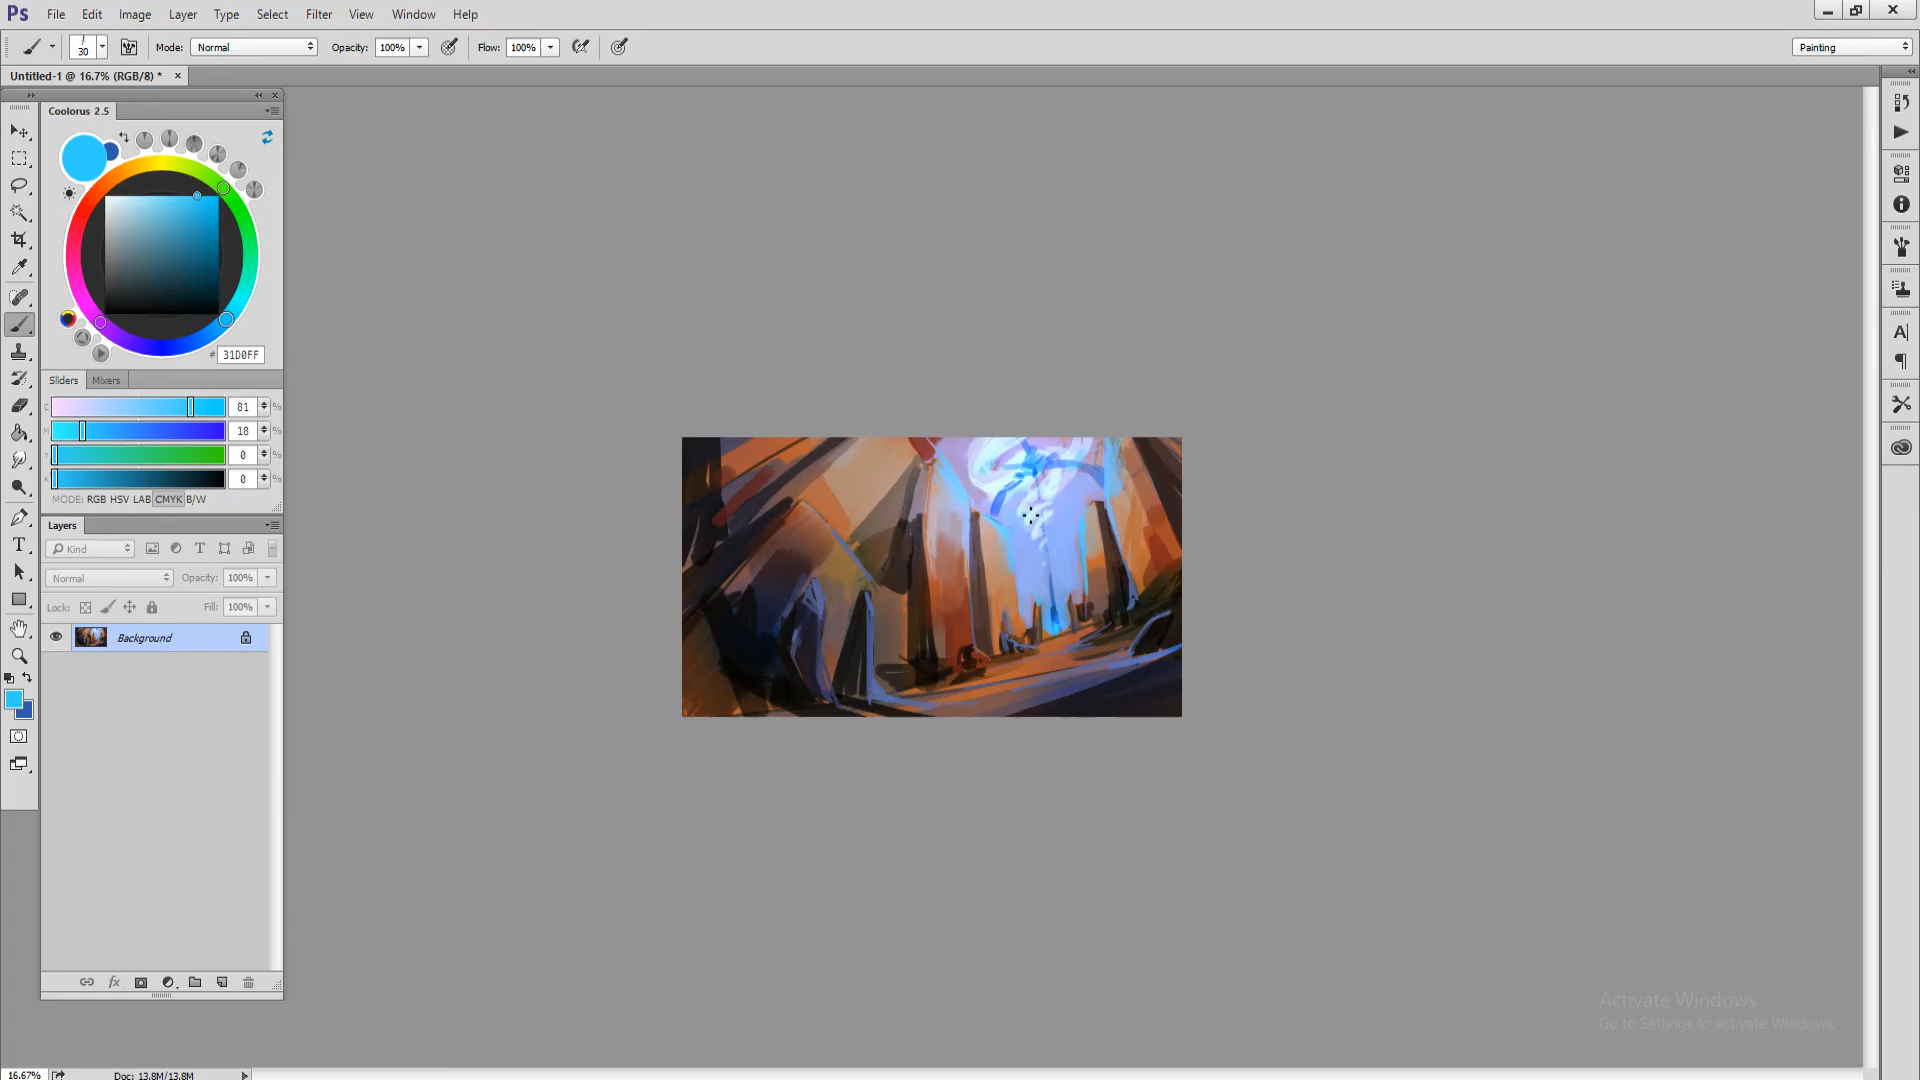 Ps File Edit Image Layer Type Select Filter View Window Help
30 Mode: Normal Opacity: 100% Flow: 100% Painting
Untitled-1 @ 16.7% (RGB/8) * ×
Coolorus 2.5
# 31D0FF
Sliders Mixers
C 81 %
M 18 %
Y 0 %
K 0 %
MODE: RGB HSV LAB CMYK B/W
Layers
Kind
Normal Opacity: 100%
Lock: Fill: 100%
Background
Activate Windows
Go to Settings to activate Windows.
16.67% Doc: 13.8M/13.8M